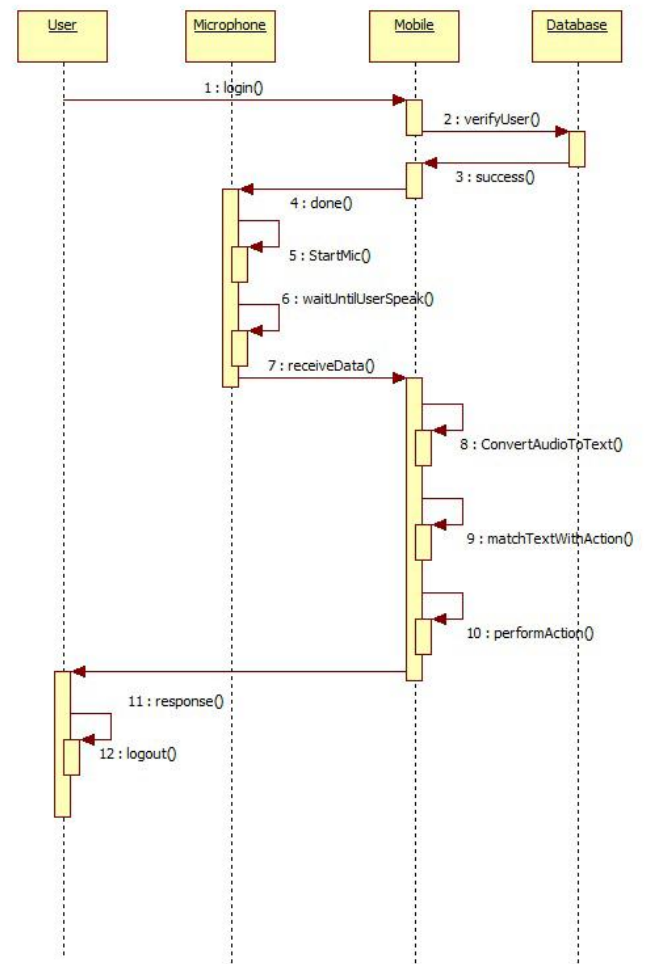 User
Microphone
Mobile
Database
1 : login()
2 : verifyUser()
3 : success()
4 : done()
5 : StartMic()
6 : waitUntilUserSpeak()
7 : receiveData()
8 : ConvertAudioToText()
9 : matchTextWithAction()
10 : performAction()
11 : response()
12 : logout()